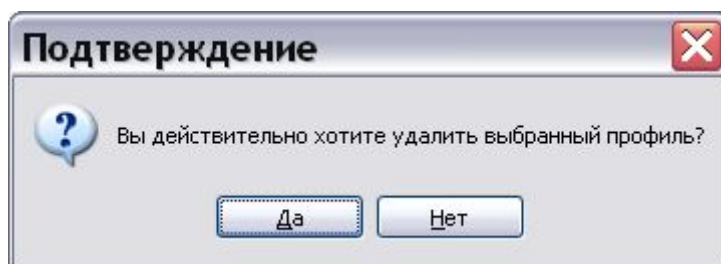 Подтверждение
Вы действительно хотите удалить выбранный профиль?
Да Нет